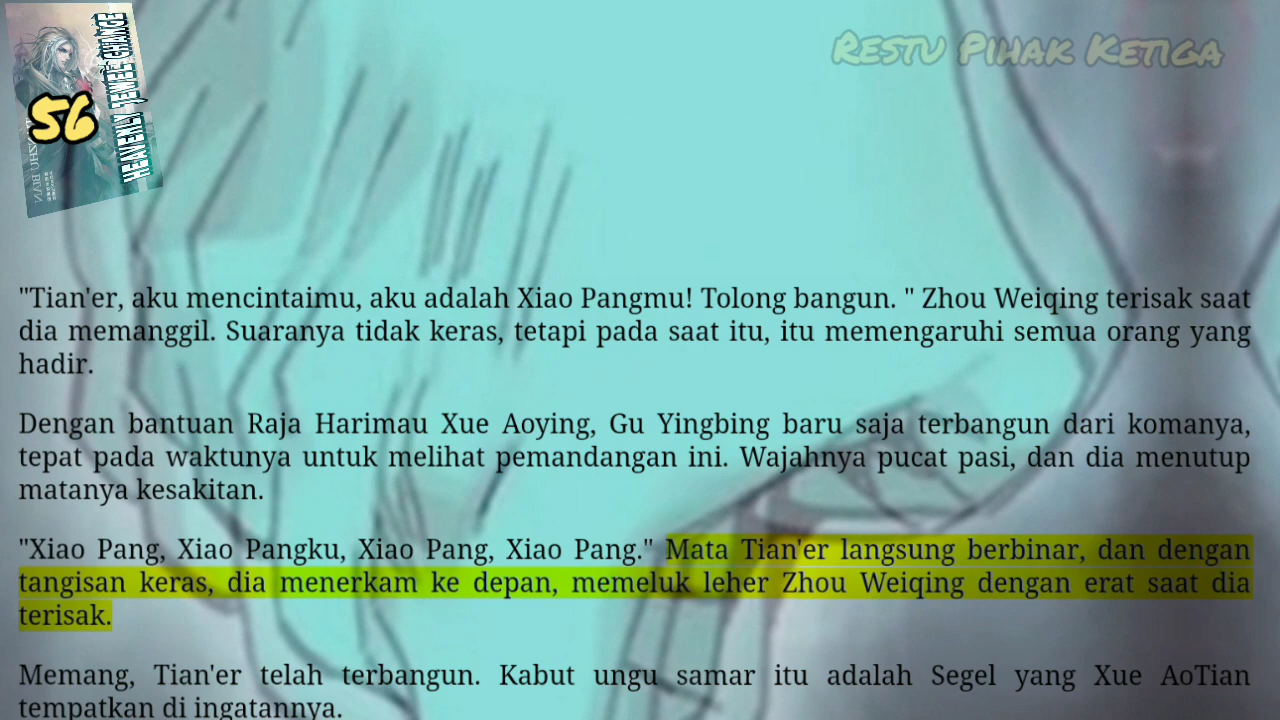 Restu Pihak Ketiga
56
HEAVENLY JEWEL CHANGE
"Tian'er, aku mencintaimu, aku adalah Xiao Pangmu! Tolong bangun. " Zhou Weiqing terisak saat
dia memanggil. Suaranya tidak keras, tetapi pada saat itu, itu memengaruhi semua orang yang
hadir.
Dengan bantuan Raja Harimau Xue Aoying, Gu Yingbing baru saja terbangun dari komanya,
tepat pada waktunya untuk melihat pemandangan ini. Wajahnya pucat pasi, dan dia menutup
matanya kesakitan.
"Xiao Pang, Xiao Pangku, Xiao Pang, Xiao Pang." Mata Tian'er langsung berbinar, dan dengan
tangisan keras, dia menerkam ke depan, memeluk leher Zhou Weiqing dengan erat saat dia
terisak.
Memang, Tian'er telah terbangun. Kabut ungu samar itu adalah Segel yang Xue AoTian
tempatkan di ingatannya.